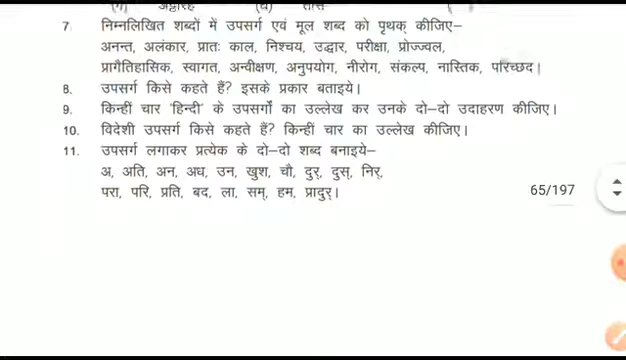 7. निम्नलिखित शब्दों में उपसर्ग एवं मूल शब्द को पृथक् कीजिए–
अनन्त, अलंकार, प्रातः काल, निश्चय, उद्धार, परीक्षा, प्रोज्ज्वल,
प्रागैतिहासिक, स्वागत, अन्वीक्षण, अनुपयोग, नीरोग, संकल्प, नास्तिक, परिच्छद।
8. उपसर्ग किसे कहते हैं? इसके प्रकार बताइये।
9. किन्हीं चार 'हिन्दी' के उपसर्गों का उल्लेख कर उनके दो–दो उदाहरण कीजिए।
10. विदेशी उपसर्ग किसे कहते हैं? किन्हीं चार का उल्लेख कीजिए।
11. उपसर्ग लगाकर प्रत्येक के दो–दो शब्द बनाइये–
अ, अति, अन, अध, उन, खुश, चौ, दुर्, दुस्, निर्,
परा, परि, प्रति, बद, ला, सम्, हम, प्रादुर्।
65/197